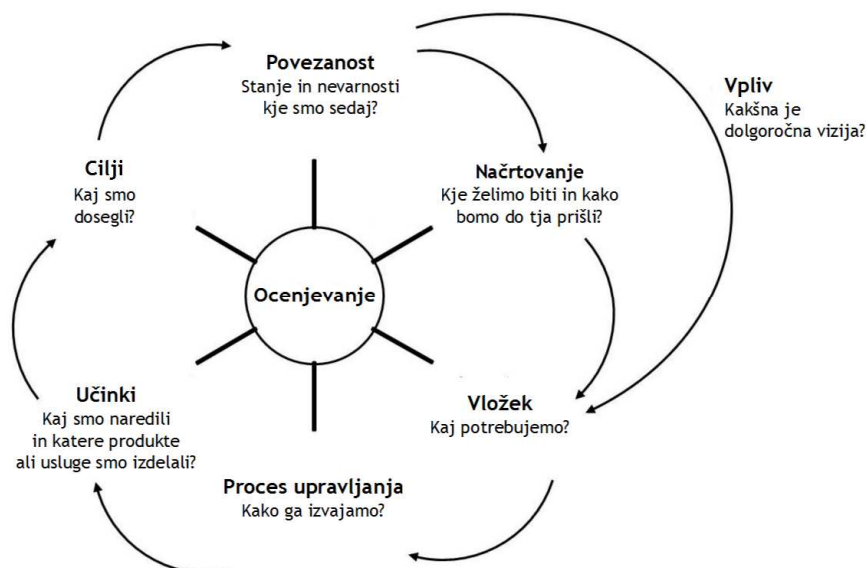 Povezanost
Stanje in nevarnosti
kje smo sedaj?
Vpliv
Kakšna je
dolgoročna vizija?
Načrtovanje
Kje želimo biti in kako
bomo do tja prišli?
Cilji
Kaj smo
dosegli?
Ocenjevanje
Vložek
Kaj potrebujemo?
Učinki
Kaj smo naredili
in katere produkte
ali usluge smo izdelali?
Proces upravljanja
Kako ga izvajamo?